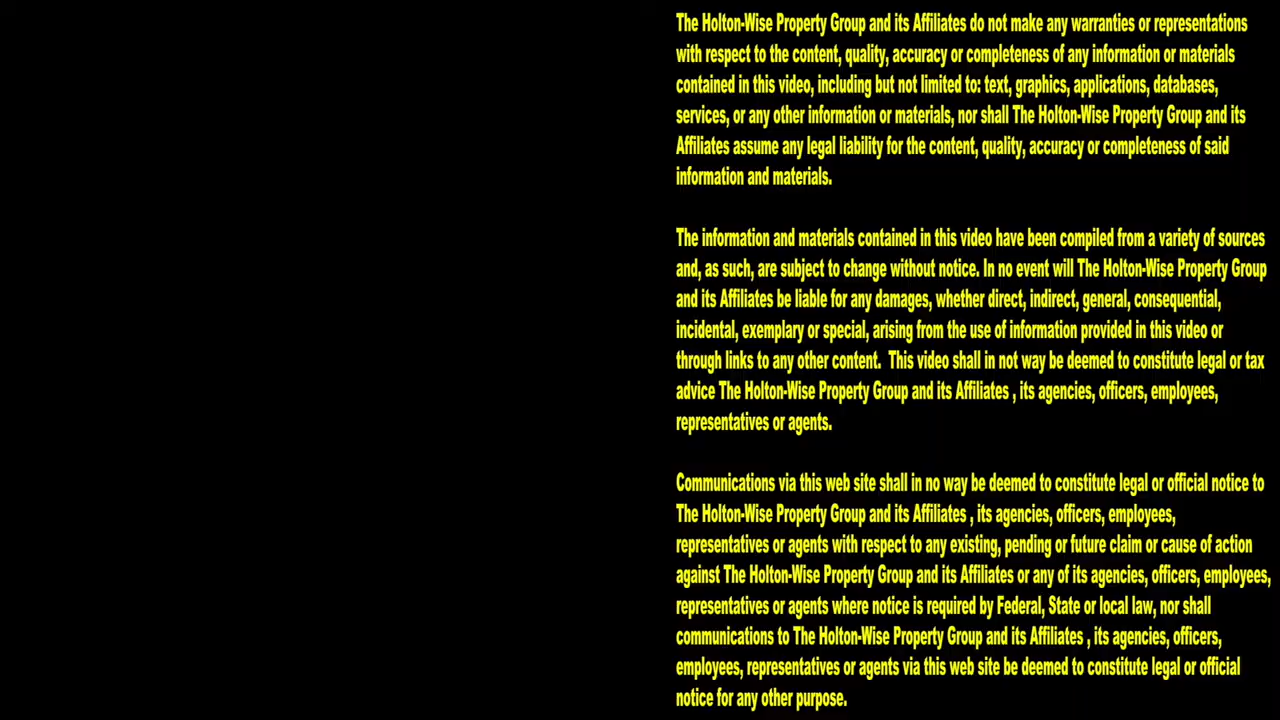 The Holton-Wise Property Group and its Affiliates do not make any warranties or representations
with respect to the content, quality, accuracy or completeness of any information or materials
contained in this video, including but not limited to: text, graphics, applications, databases,
services, or any other information or materials, nor shall The Holton-Wise Property Group and its
Affiliates assume any legal liability for the content, quality, accuracy or completeness of said
information and materials.
The information and materials contained in this video have been compiled from a variety of sources
and, as such, are subject to change without notice. In no event will The Holton-Wise Property Group
and its Affiliates be liable for any damages, whether direct, indirect, general, consequential,
incidental, exemplary or special, arising from the use of information provided in this video or
through links to any other content.  This video shall in not way be deemed to constitute legal or tax
advice The Holton-Wise Property Group and its Affiliates , its agencies, officers, employees,
representatives or agents.
Communications via this web site shall in no way be deemed to constitute legal or official notice to
The Holton-Wise Property Group and its Affiliates , its agencies, officers, employees,
representatives or agents with respect to any existing, pending or future claim or cause of action
against The Holton-Wise Property Group and its Affiliates or any of its agencies, officers, employees,
representatives or agents where notice is required by Federal, State or local law, nor shall
communications to The Holton-Wise Property Group and its Affiliates , its agencies, officers,
employees, representatives or agents via this web site be deemed to constitute legal or official
notice for any other purpose.